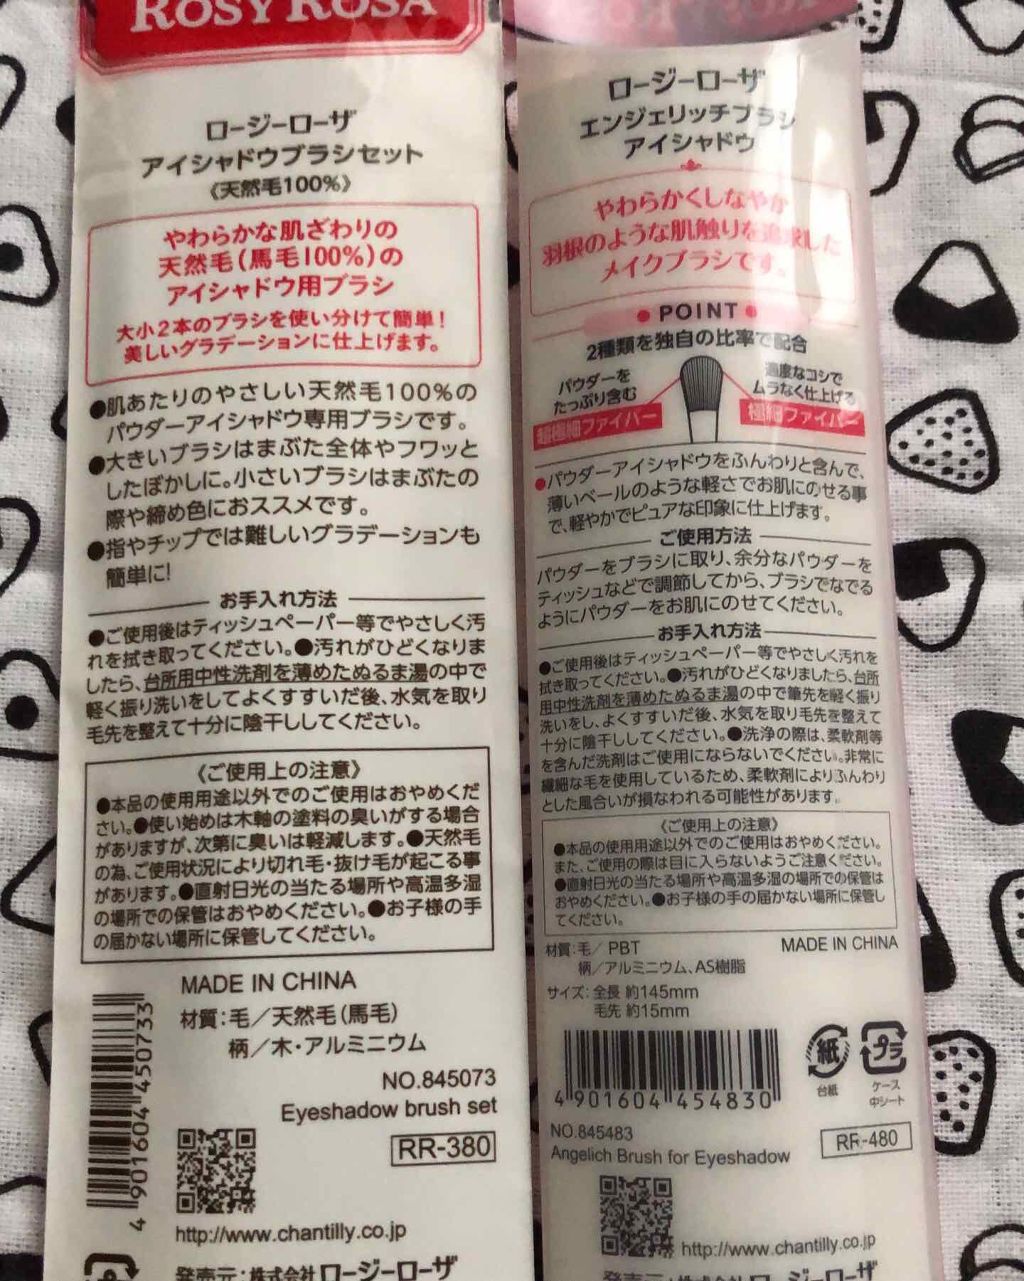 ROSY ROSA
ロージーローザ
アイシャドウブラシセット
《天然毛100%》
やわらかな肌ざわりの
天然毛(馬毛100%)の
アイシャドウ用ブラシ
大小2本のブラシを使い分けて簡単!
美しいグラデーションに仕上げます。
●肌あたりのやさしい天然毛100%の
パウダーアイシャドウ専用ブラシです。
●大きいブラシはまぶた全体やフワッと
したぼかしに。小さいブラシはまぶたの
際や締め色におススメです。
●指やチップでは難しいグラデーションも
簡単に!
お手入れ方法
●ご使用後はティッシュペーパー等でやさしく汚
れを拭き取ってください。●汚れがひどくなりま
したら、台所用中性洗剤を薄めたぬるま湯の中で
軽く振り洗いをしてよくすすいだ後、水気を取り
毛先を整えて十分に陰干ししてください。
《ご使用上の注意》
●本品の使用用途以外でのご使用はおやめくだ
さい。●使い始めは木軸の塗料の臭いがする場合
がありますが、次第に臭いは軽減します。●天然毛
の為、ご使用状況により切れ毛・抜け毛が起こる事
があります。●直射日光の当たる場所や高温多湿
の場所での保管はおやめください。●お子様の手
の届かない場所に保管してください。
MADE IN CHINA
材質:毛/天然毛(馬毛)
柄/木・アルミニウム
NO.845073
Eyeshadow brush set
RR-380
4 901604 450733
http://www.chantilly.co.jp
発売元:株式会社ロージーローザ
ロージーローザ
エンジェリッチブラシ
アイシャドウ
やわらかくしなやか
羽根のような肌触りを追求した
メイクブラシです。
●POINT●
2種類を独自の比率で配合
パウダーを
たっぷり含む
超極細ファイバー
適度なコシで
ムラなく仕上げる
極細ファイバー
●パウダーアイシャドウをふんわりと含んで、
薄いベールのような軽さでお肌にのせる事
で、軽やかでピュアな印象に仕上げます。
ご使用方法
パウダーをブラシに取り、余分なパウダーを
ティッシュなどで調節してから、ブラシでなでる
ようにパウダーをお肌にのせてください。
お手入れ方法
●ご使用後はティッシュペーパー等でやさしく汚れを
拭き取ってください。●汚れがひどくなりましたら、台所
用中性洗剤を薄めたぬるま湯の中で筆先を軽く振り
洗いをし、よくすすいだ後、水気を取り毛先を整えて
十分に陰干ししてください。●洗浄の際は、柔軟剤等
を含んだ洗剤はご使用にならないでください。非常に
繊細な毛を使用しているため、柔軟剤によりふんわり
とした風合いが損なわれる可能性があります。
《ご使用上の注意》
●本品の使用用途以外でのご使用はおやめください。
また、ご使用の際は目に入らないようご注意ください。
●直射日光の当たる場所や高温多湿の場所での保管は
おやめください。●お子様の手の届かない場所に保管し
てください。
材質:毛/PBT
MADE IN CHINA
柄/アルミニウム、AS樹脂
サイズ:全長 約145mm
毛先 約15mm
4 901604 454830
紙
台紙
プラ
ケース
中シート
NO.845483
Angelich Brush for Eyeshadow
RR-480
http://www.chantilly.co.jp
発売元:株式会社ロージーローザ